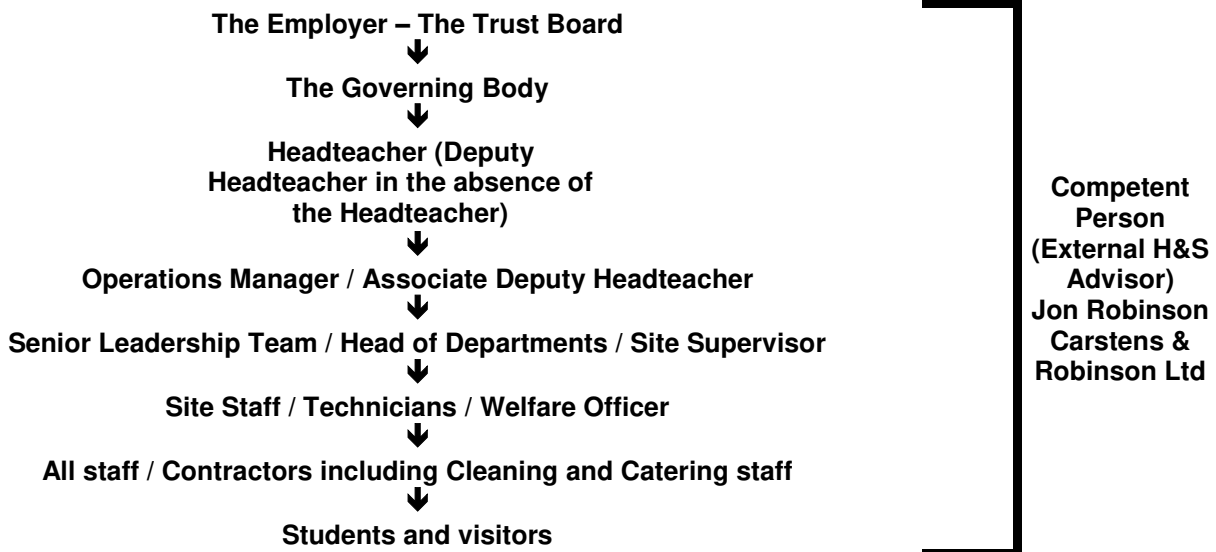 The Employer – The Trust Board
The Governing Body
Headteacher (Deputy
Headteacher in the absence of
the Headteacher)
Operations Manager / Associate Deputy Headteacher
Senior Leadership Team / Head of Departments / Site Supervisor
Site Staff / Technicians / Welfare Officer
All staff / Contractors including Cleaning and Catering staff
Students and visitors
Competent
Person
(External H&S
Advisor)
Jon Robinson
Carstens &
Robinson Ltd